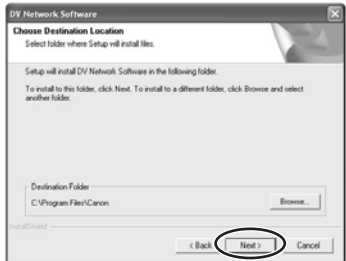 DV Network Software
Choose Destination Location
Select folder where Setup will install files.
Setup will install DV Network Software in the following folder.
To install to this folder, click Next. To install to a different folder, click Browse and select
another folder.
Destination Folder
C:\Program Files\Canon
Browse...
InstallShield
< Back
Next >
Cancel